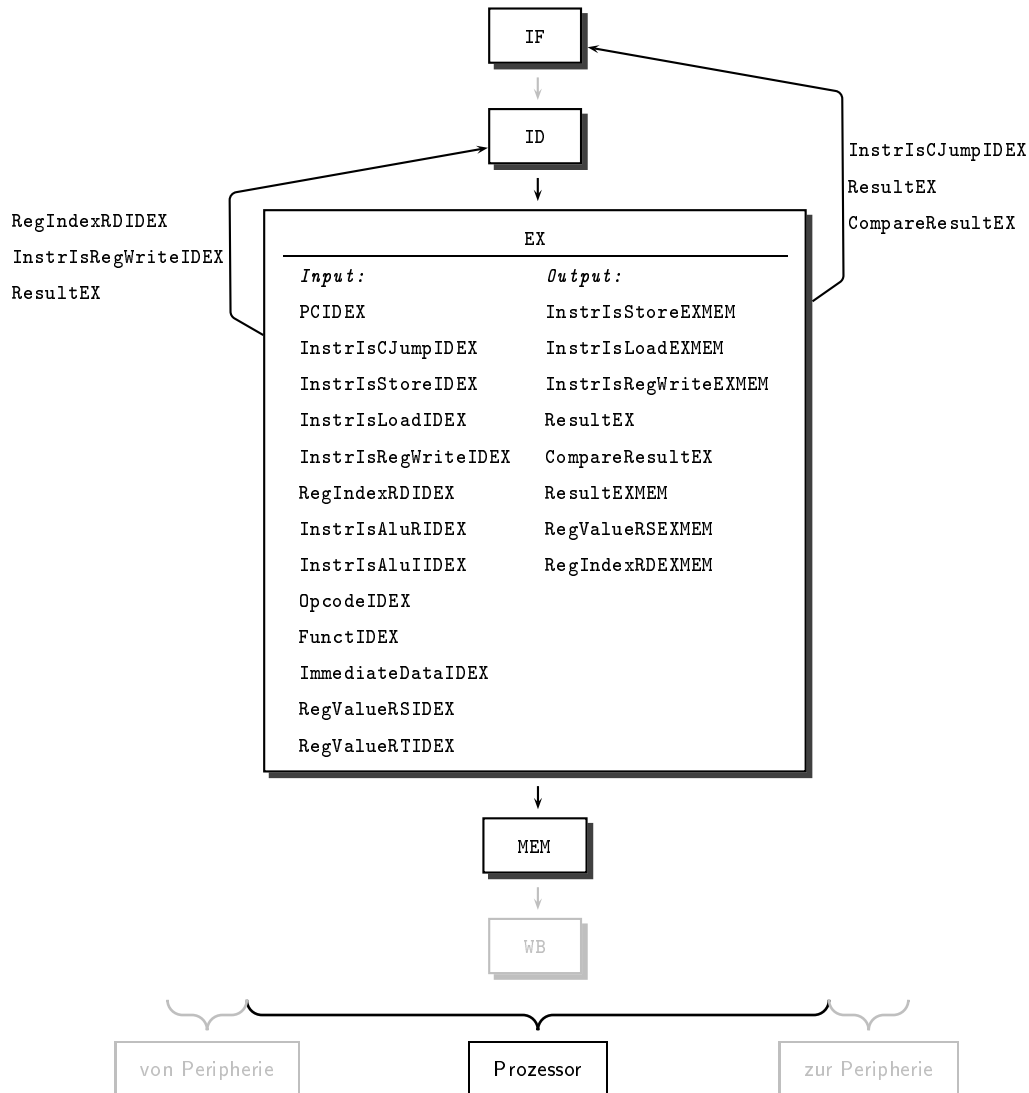 IF
ID
InstrIsCJumpIDEX
ResultEX
CompareResultEX
RegIndexRDIDEX
InstrIsRegWriteIDEX
ResultEX
EX
Input: Output:
PCIDEX InstrIsStoreEXMEM
InstrIsCJumpIDEX InstrIsLoadEXMEM
InstrIsStoreIDEX InstrIsRegWriteEXMEM
InstrIsLoadIDEX ResultEX
InstrIsRegWriteIDEX CompareResultEX
RegIndexRDIDEX ResultEXMEM
InstrIsAluRIDEX RegValueRSEXMEM
InstrIsAluIIDEX RegIndexRDEXMEM
OpcodeIDEX
FunctIDEX
ImmediateDataIDEX
RegValueRSIDEX
RegValueRTIDEX
MEM
WB
von Peripherie Prozessor zur Peripherie